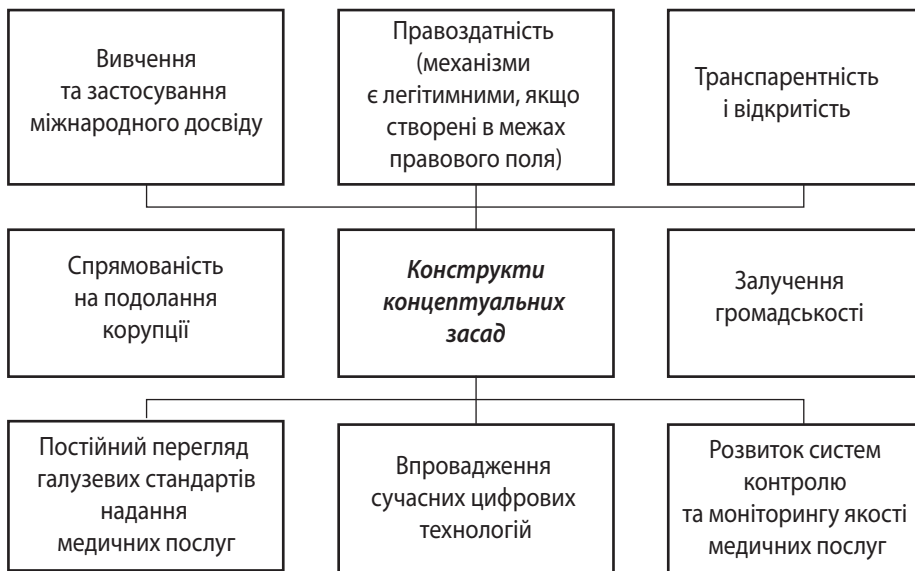 Вивчення
та застосування
міжнародного досвіду
Правоздатність
(механізми
є легітимними, якщо
створені в межах
правового поля)
Транспарентність
і відкритість
Спрямованість
на подолання
корупції
Конструкти
концептуальних
засад
Залучення
громадськості
Постійний перегляд
галузевих стандартів
надання
медичних послуг
Впровадження
сучасних цифрових
технологій
Розвиток систем
контролю
та моніторингу якості
медичних послуг